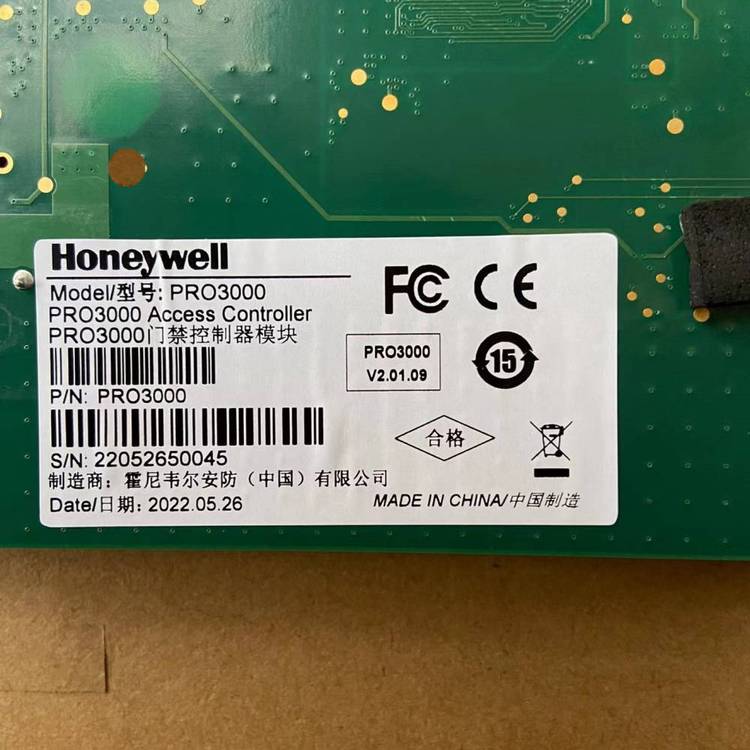 Honeywell
Model/型号: PRO3000
PRO3000 Access Controller
PRO3000门禁控制器模块
P/N: PRO3000
S/N: 22052650045
制造商：霍尼韦尔安防（中国）有限公司
Date/日期: 2022.05.26
FC CE
PRO3000
V2.01.09
15
合格
MADE IN CHINA/中国制造